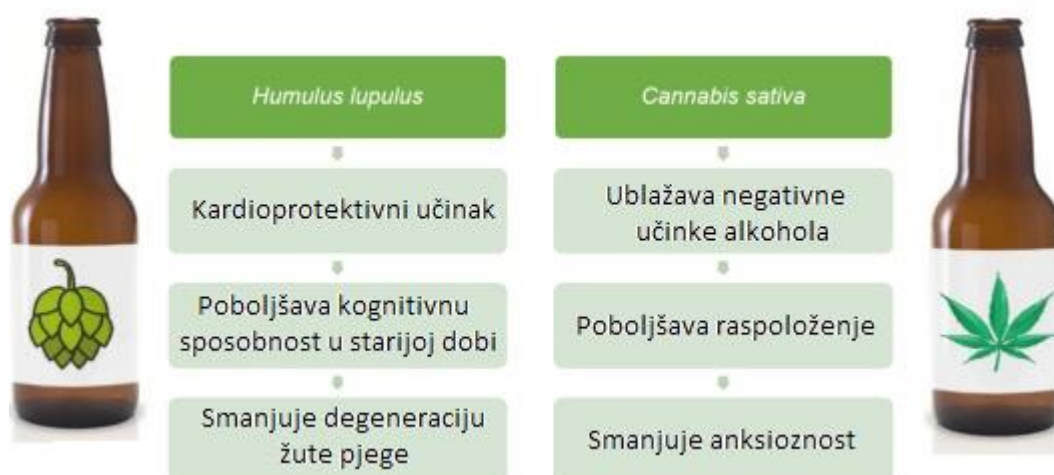 Humulus lupulus
Kardioprotektivni učinak
Poboljšava kognitivnu
sposobnost u starijoj dobi
Smanjuje degeneraciju
žute pjege
Cannabis sativa
Ublažava negativne
učinke alkohola
Poboljšava raspoloženje
Smanjuje anksioznost